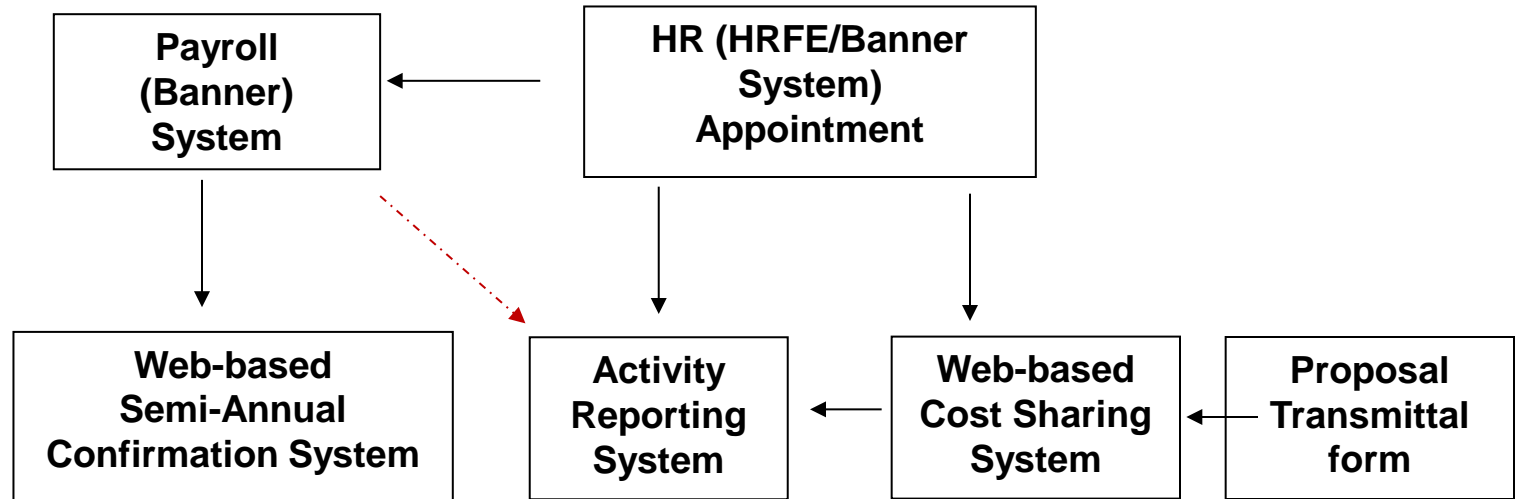 Payroll
(Banner)
System
HR (HRFE/Banner
System)
Appointment
Web-based
Semi-Annual
Confirmation System
Activity
Reporting
System
Web-based
Cost Sharing
System
Proposal
Transmittal
form